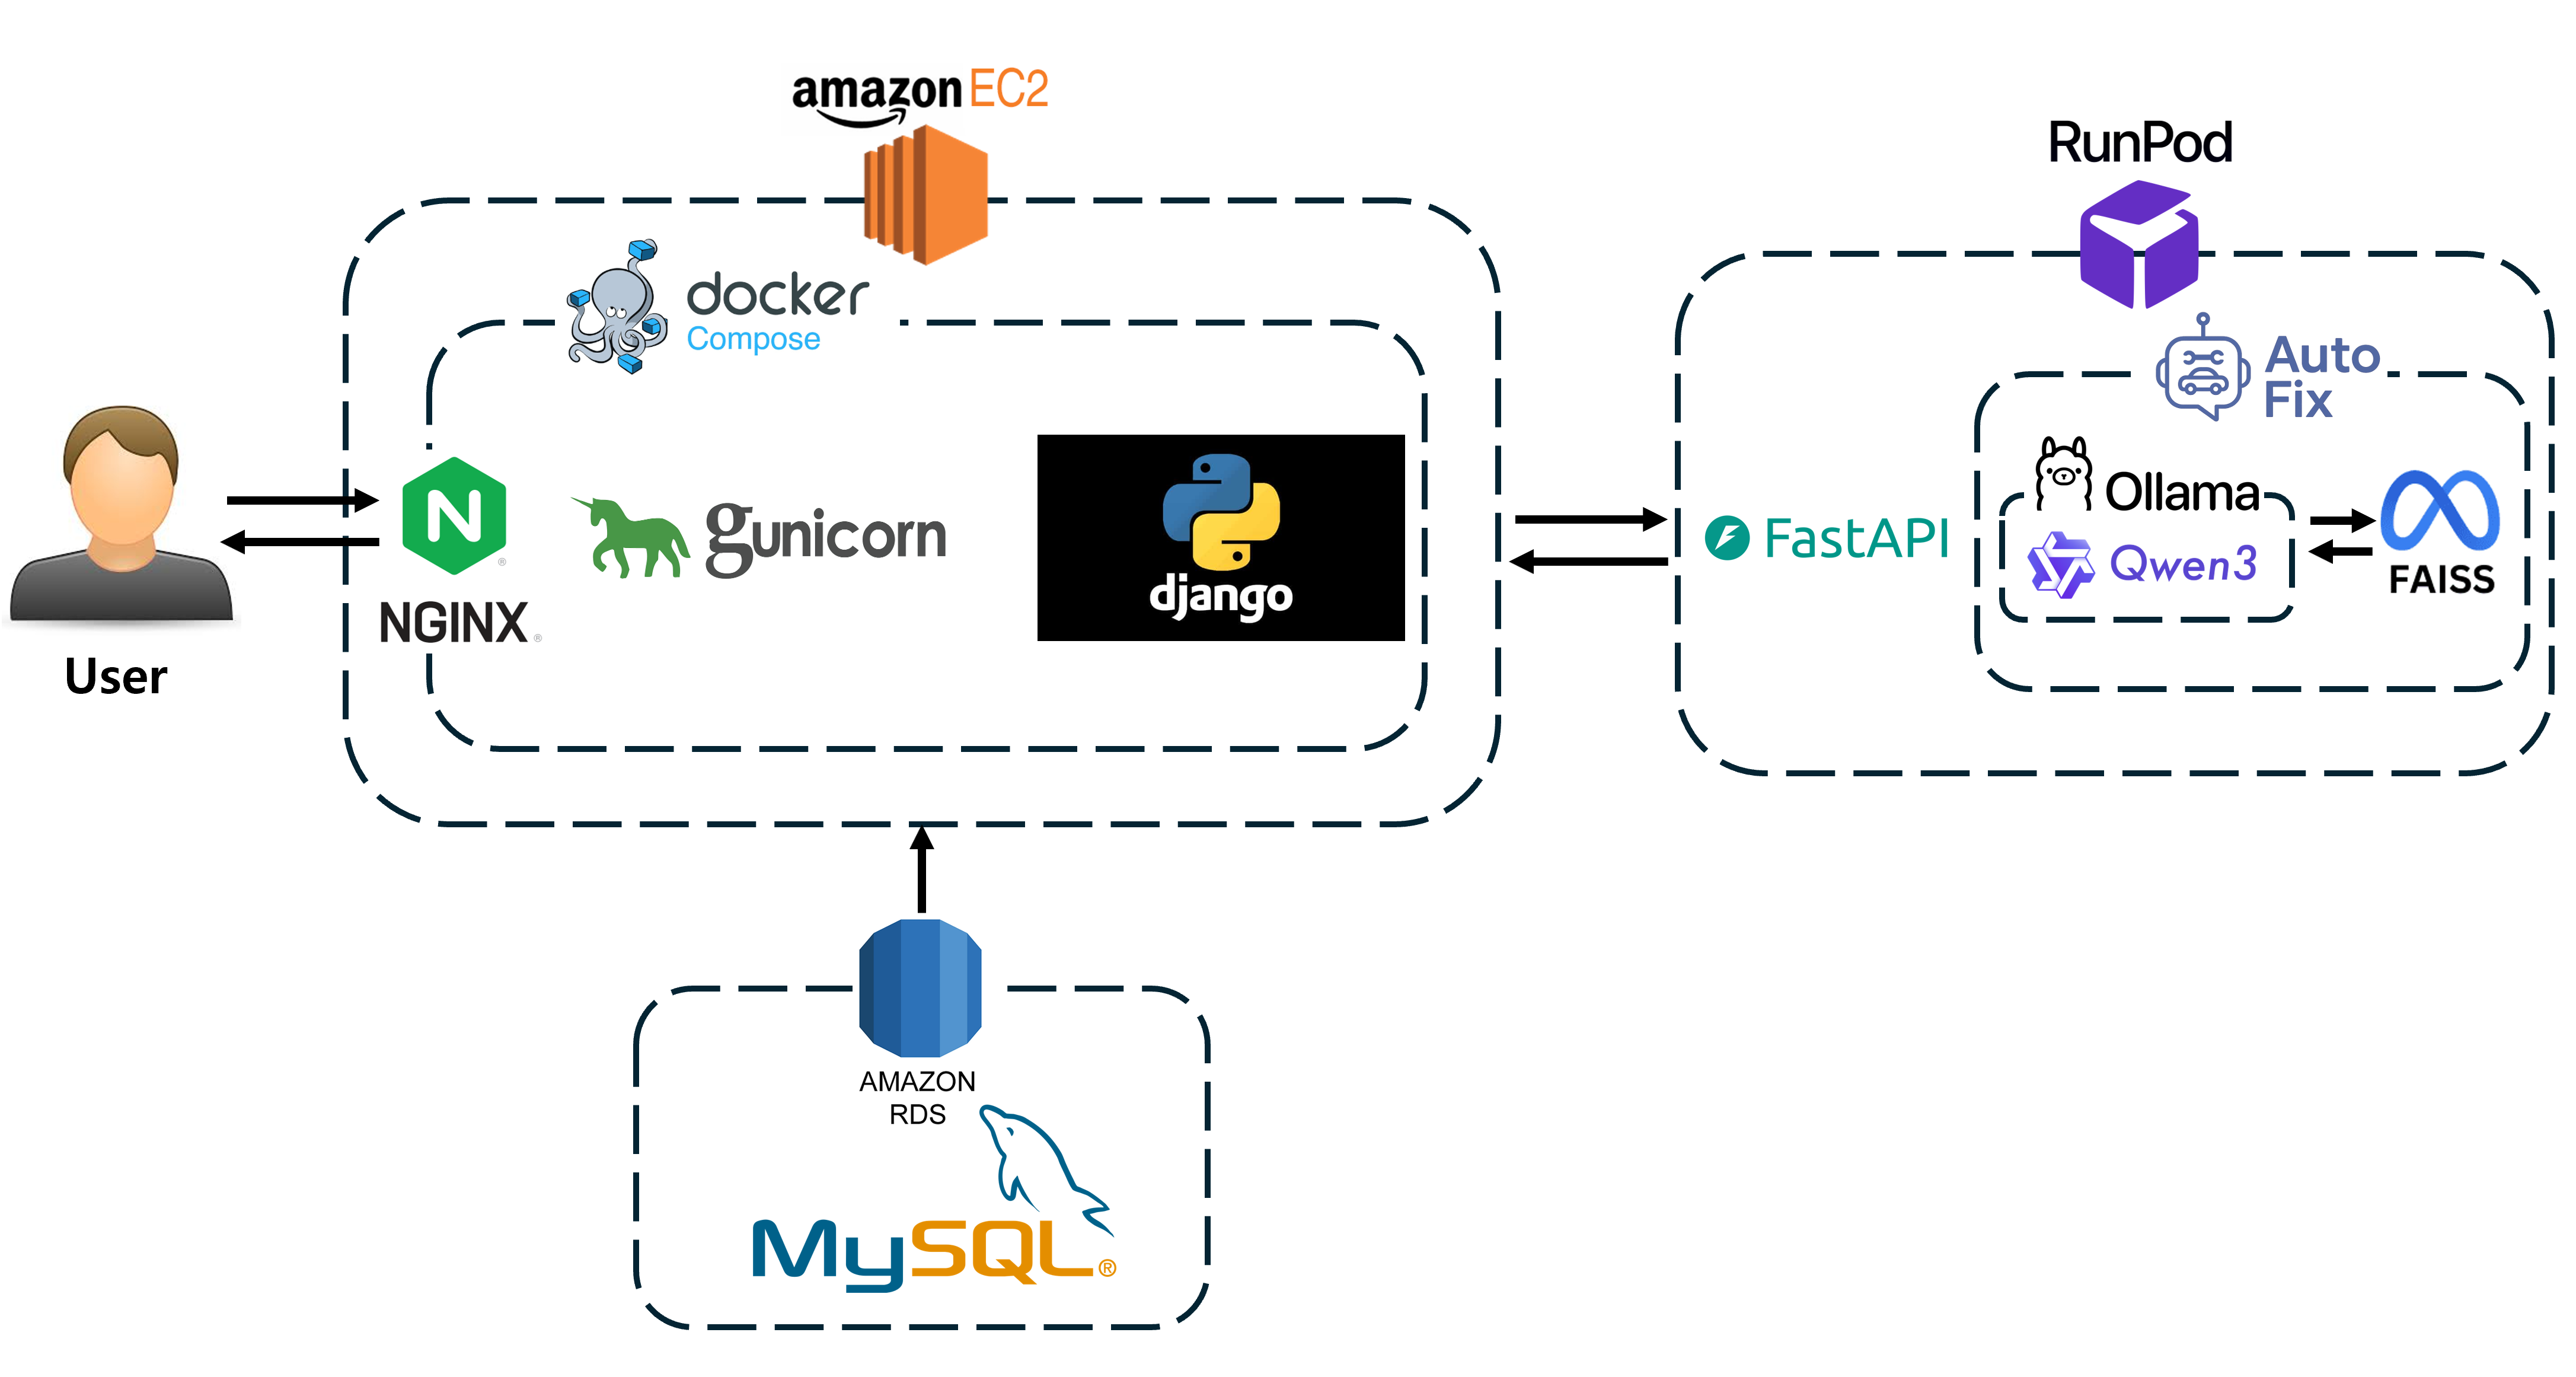 amazon EC2
RunPod
docker
Compose
Auto
Fix
Ollama
gunicorn
FastAPI
Qwen3
django
FAISS
NGINX ®
User
AMAZON
RDS
MySQL®